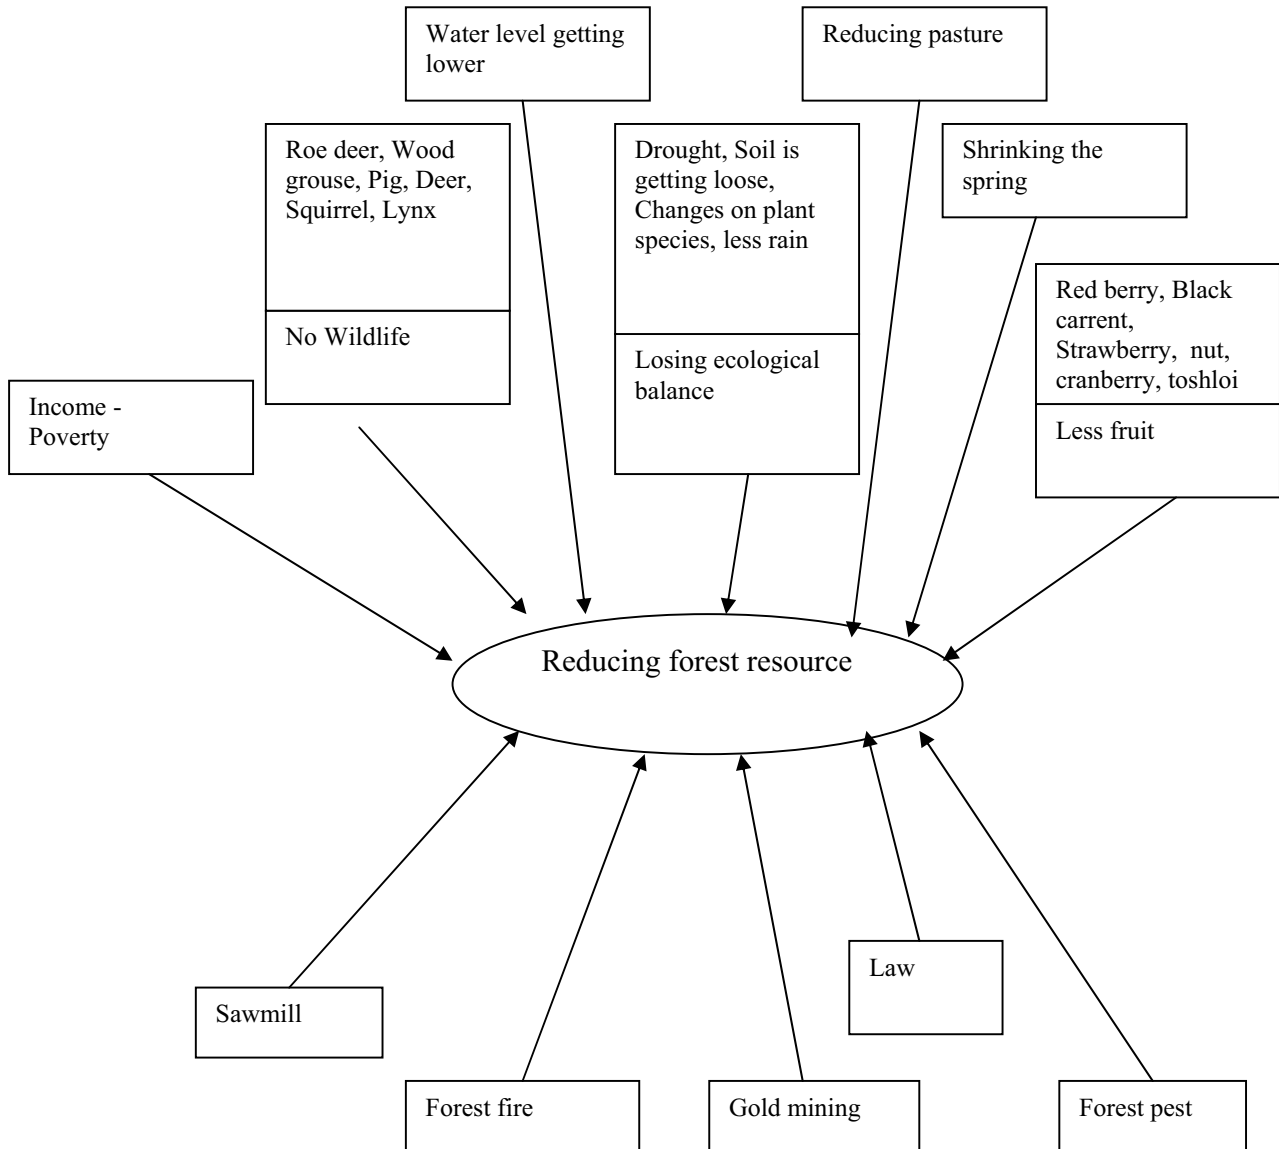 Water level getting
lower
Reducing pasture
Roe deer, Wood
grouse, Pig, Deer,
Squirrel, Lynx
No Wildlife
Drought, Soil is
getting loose,
Changes on plant
species, less rain
Losing ecological
balance
Shrinking the
spring
Red berry, Black
carrent,
Strawberry, nut,
cranberry, toshloi
Less fruit
Income -
Poverty
Reducing forest resource
Sawmill
Forest fire
Gold mining
Law
Forest pest